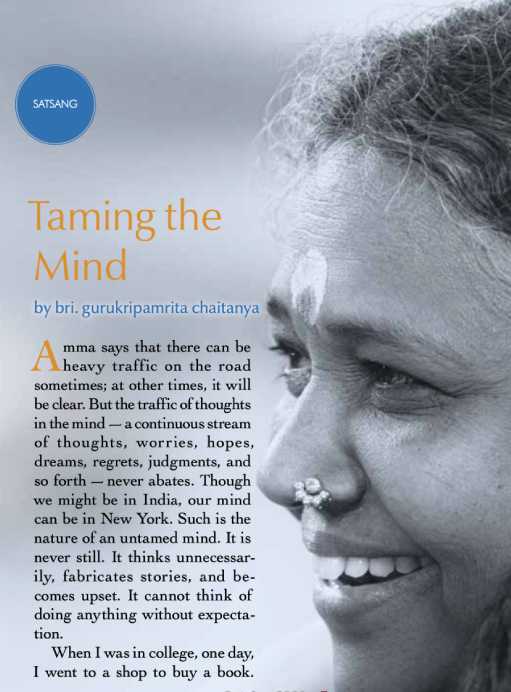 SATSANG
Taming the
Mind
by bri. gurukripamrita chaitanya
Amma says that there can be
heavy traffic on the road
sometimes; at other times, it will
be clear. But the traffic of thoughts
in the mind — a continuous stream
of thoughts, worries, hopes,
dreams, regrets, judgments, and
so forth — never abates. Though
we might be in India, our mind
can be in New York. Such is the
nature of an untamed mind. It is
never still. It thinks unnecessar-
ily, fabricates stories, and be-
comes upset. It cannot think of
doing anything without expecta-
tion.
When I was in college, one day,
I went to a shop to buy a book.